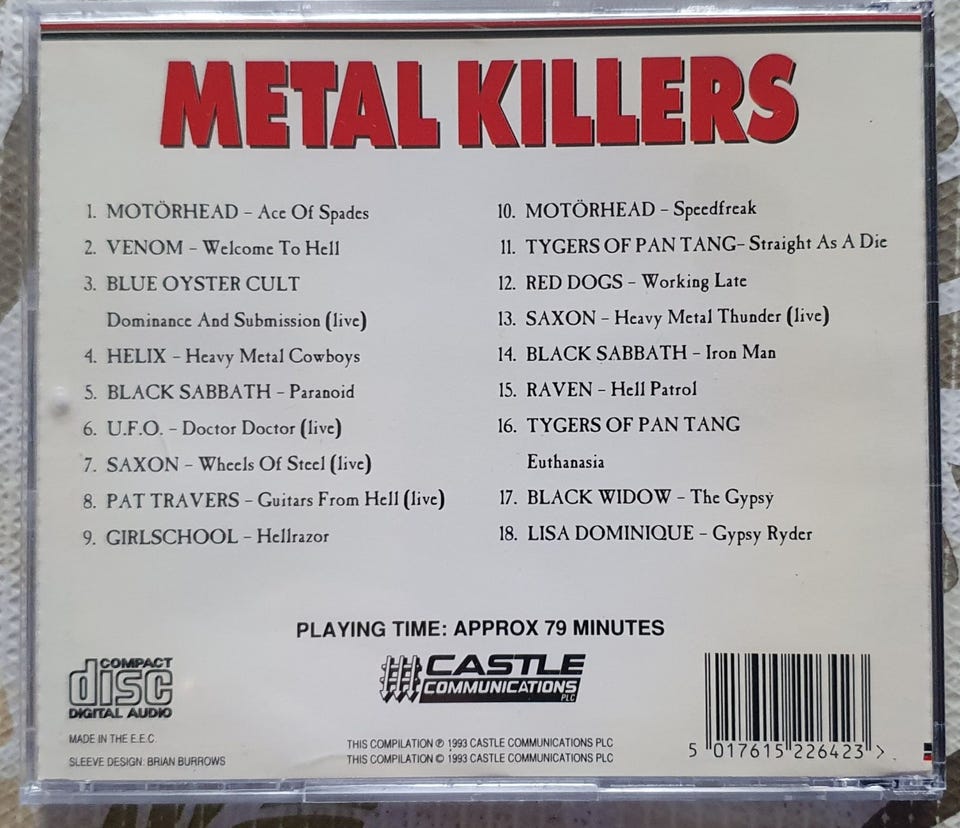 METAL KILLERS
1. MOTÖRHEAD – Ace Of Spades
2. VENOM – Welcome To Hell
3. BLUE OYSTER CULT
Dominance And Submission (live)
4. HELIX – Heavy Metal Cowboys
5. BLACK SABBATH – Paranoid
6. U.F.O. – Doctor Doctor (live)
7. SAXON – Wheels Of Steel (live)
8. PAT TRAVERS – Guitars From Hell (live)
9. GIRLSCHOOL – Hellrazor
10. MOTÖRHEAD – Speedfreak
11. TYGERS OF PAN TANG– Straight As A Die
12. RED DOGS – Working Late
13. SAXON – Heavy Metal Thunder (live)
14. BLACK SABBATH – Iron Man
15. RAVEN – Hell Patrol
16. TYGERS OF PAN TANG
Euthanasia
17. BLACK WIDOW – The Gypsy
18. LISA DOMINIQUE – Gypsy Ryder
PLAYING TIME: APPROX 79 MINUTES
COMPACT
disc
DIGITAL AUDIO
CASTLE
COMMUNICATIONS
PLC
MADE IN THE E.E.C.
SLEEVE DESIGN: BRIAN BURROWS
THIS COMPILATION ℗ 1993 CASTLE COMMUNICATIONS PLC
THIS COMPILATION © 1993 CASTLE COMMUNICATIONS PLC
5 017615 226423 >